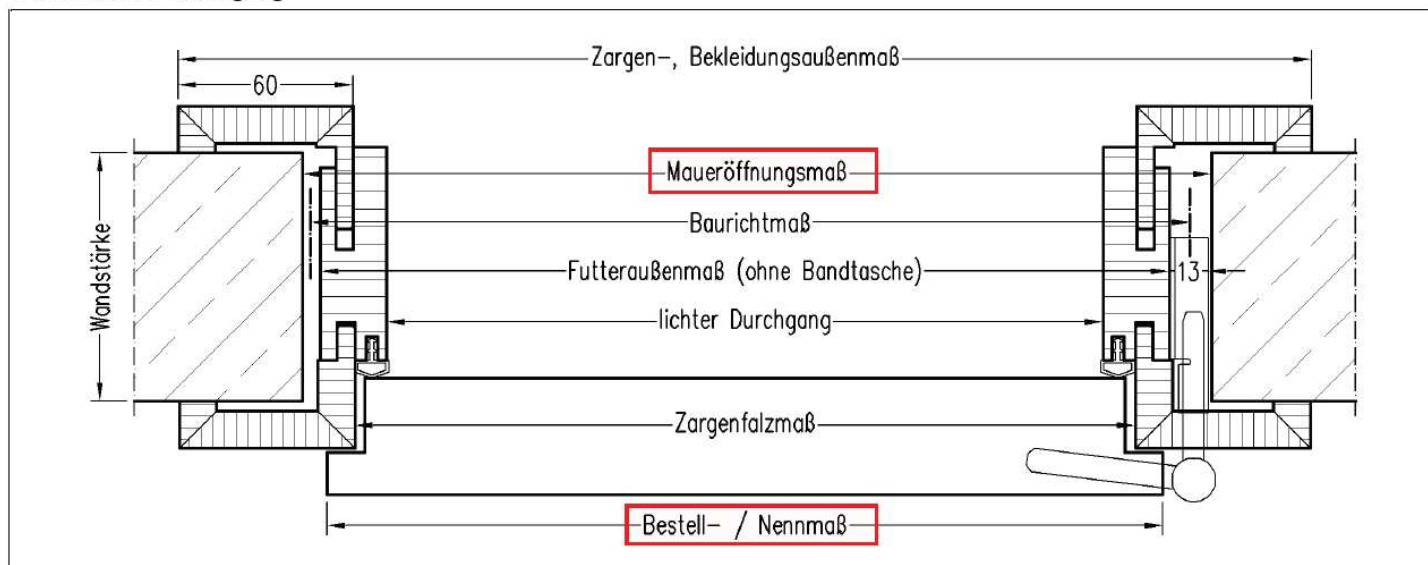 Zargen-, Bekleidungsaußenmaß
60
Maueröffnungsmaß
Baurichtmaß
Wandstärke
Futteraußenmaß (ohne Bandtasche)
13
lichter Durchgang
Zargenfalzmaß
Bestell- / Nennmaß